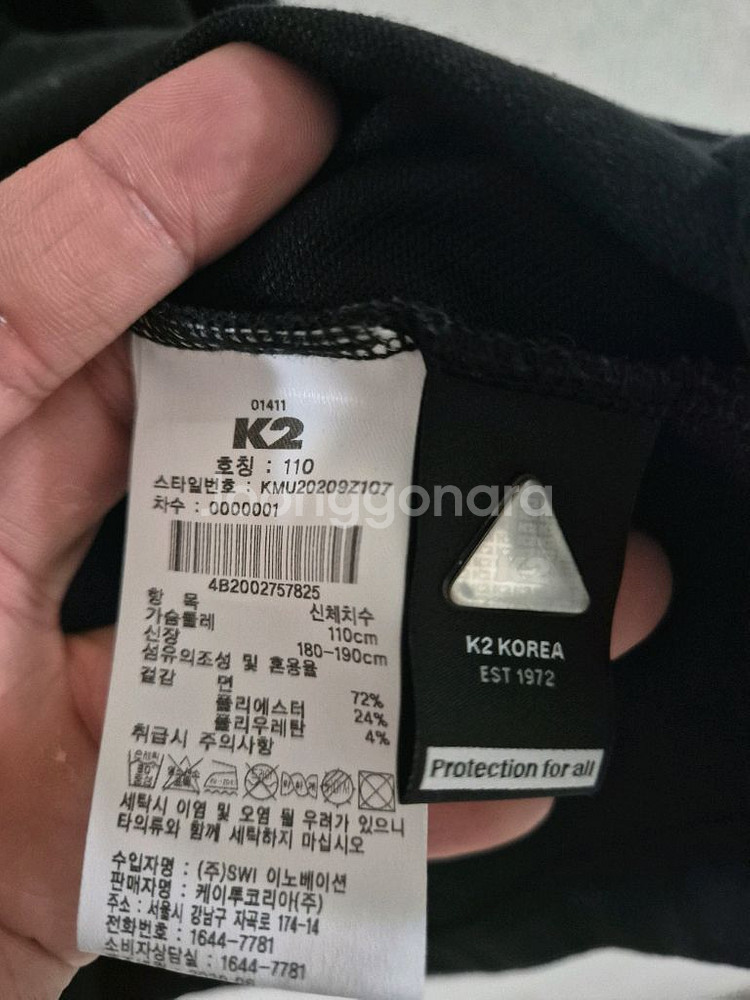 01411
K2
호칭 : 110
스타일번호 : KMU20209Z107
차수 : 0000001
4B2002757825
항 목 신체치수
가슴둘레 110cm
신장 180-190cm
섬유의조성 및 혼용율
겉감 면 72%
폴리에스터 24%
폴리우레탄 4%
취급시 주의사항
세탁시 이염 및 오염 될 우려가 있으니
타의류와 함께 세탁하지 마십시오
수입자명 : (주)SWI 이노베이션
판매자명 : 케이투코리아(주)
주소 : 서울시 강남구 자곡로 174-14
전화번호 : 1644-7781
소비자상담실 : 1644-7781
K2 KOREA
EST 1972
Protection for all
joonggonara